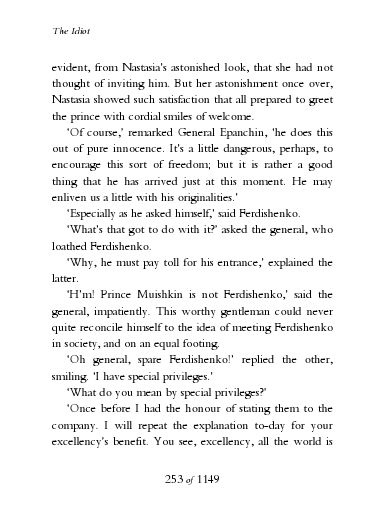 The Idiot
evident, from Nastasia's astonished look, that she had not
thought of inviting him. But her astonishment once over,
Nastasia showed such satisfaction that all prepared to greet
the prince with cordial smiles of welcome.
'Of course,' remarked General Epanchin, 'he does this
out of pure innocence. It's a little dangerous, perhaps, to
encourage this sort of freedom; but it is rather a good
thing that he has arrived just at this moment. He may
enliven us a little with his originalities.'
'Especially as he asked himself,' said Ferdishenko.
'What's that got to do with it?' asked the general, who
loathed Ferdishenko.
'Why, he must pay toll for his entrance,' explained the
latter.
'H'm! Prince Muishkin is not Ferdishenko,' said the
general, impatiently. This worthy gentleman could never
quite reconcile himself to the idea of meeting Ferdishenko
in society, and on an equal footing.
'Oh general, spare Ferdishenko!' replied the other,
smiling. 'I have special privileges.'
'What do you mean by special privileges?'
'Once before I had the honour of stating them to the
company. I will repeat the explanation to-day for your
excellency's benefit. You see, excellency, all the world is
253 of 1149